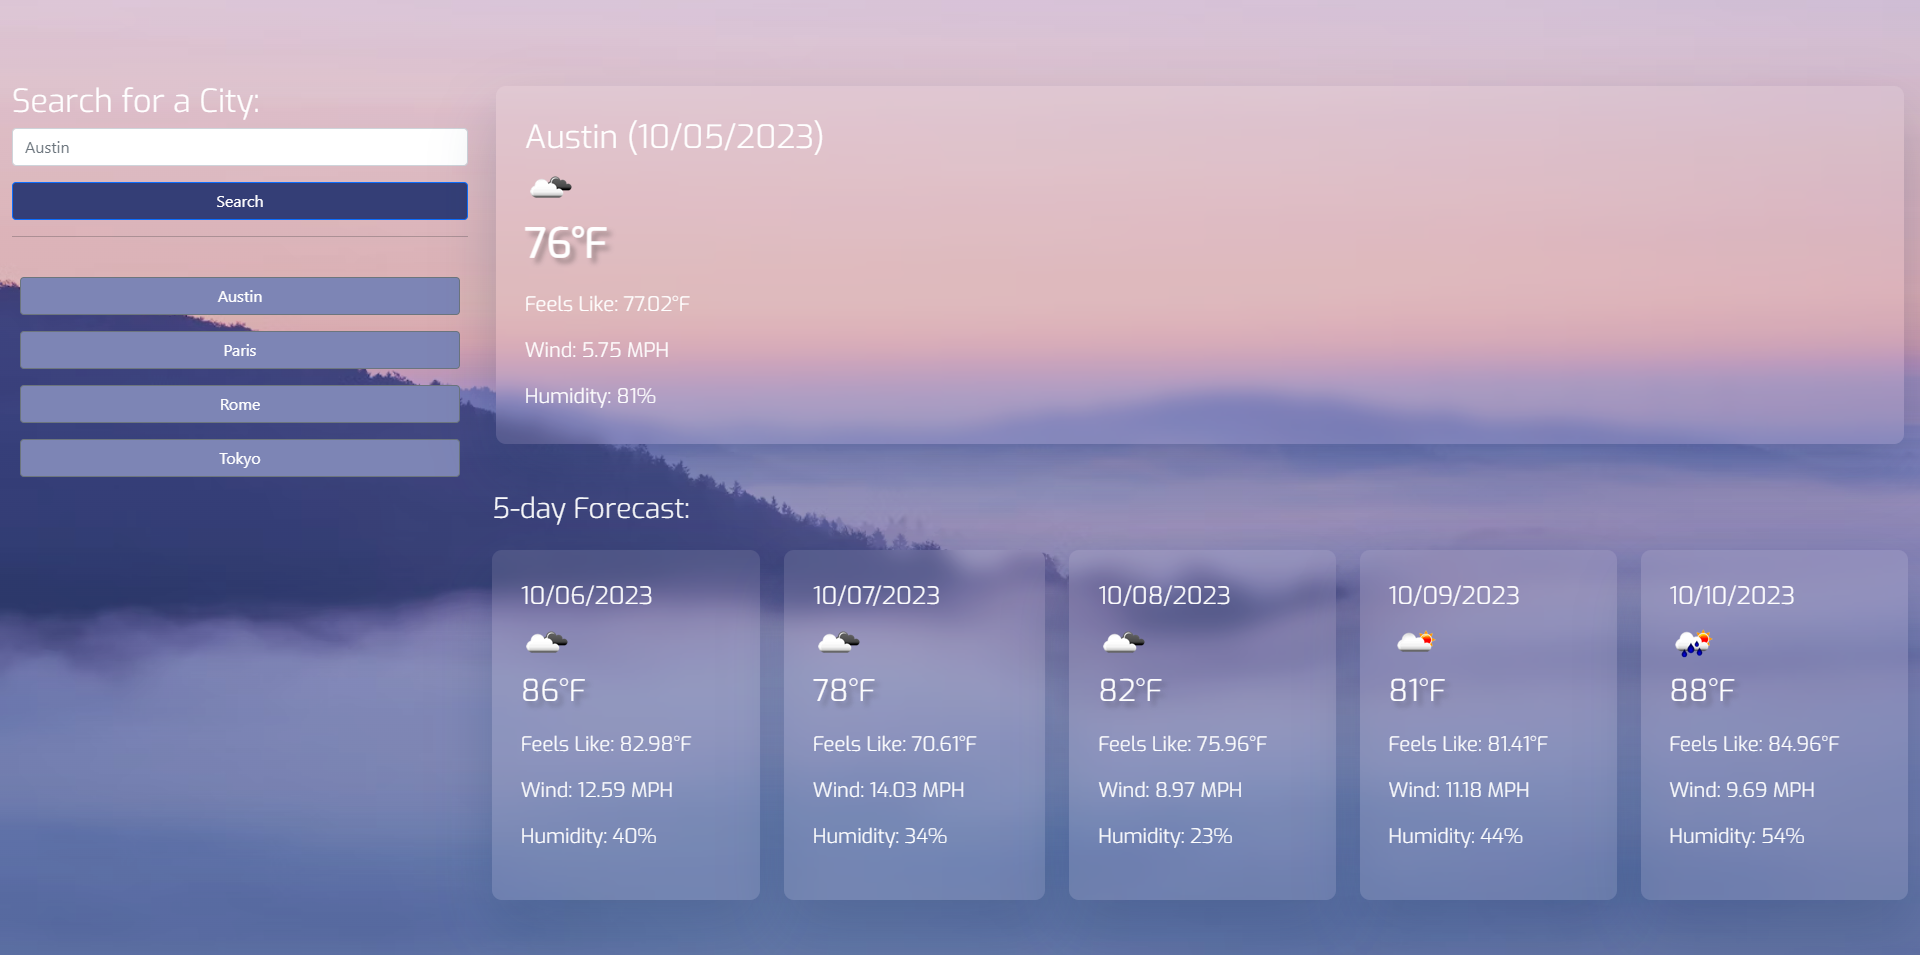 Search for a City:
Austin
Search
Austin
Paris
Rome
Tokyo
Austin (10/05/2023)
76°F
Feels Like: 77.02°F
Wind: 5.75 MPH
Humidity: 81%
5-day Forecast:
10/06/2023
86°F
Feels Like: 82.98°F
Wind: 12.59 MPH
Humidity: 40%
10/07/2023
78°F
Feels Like: 70.61°F
Wind: 14.03 MPH
Humidity: 34%
10/08/2023
82°F
Feels Like: 75.96°F
Wind: 8.97 MPH
Humidity: 23%
10/09/2023
81°F
Feels Like: 81.41°F
Wind: 11.18 MPH
Humidity: 44%
10/10/2023
88°F
Feels Like: 84.96°F
Wind: 9.69 MPH
Humidity: 54%